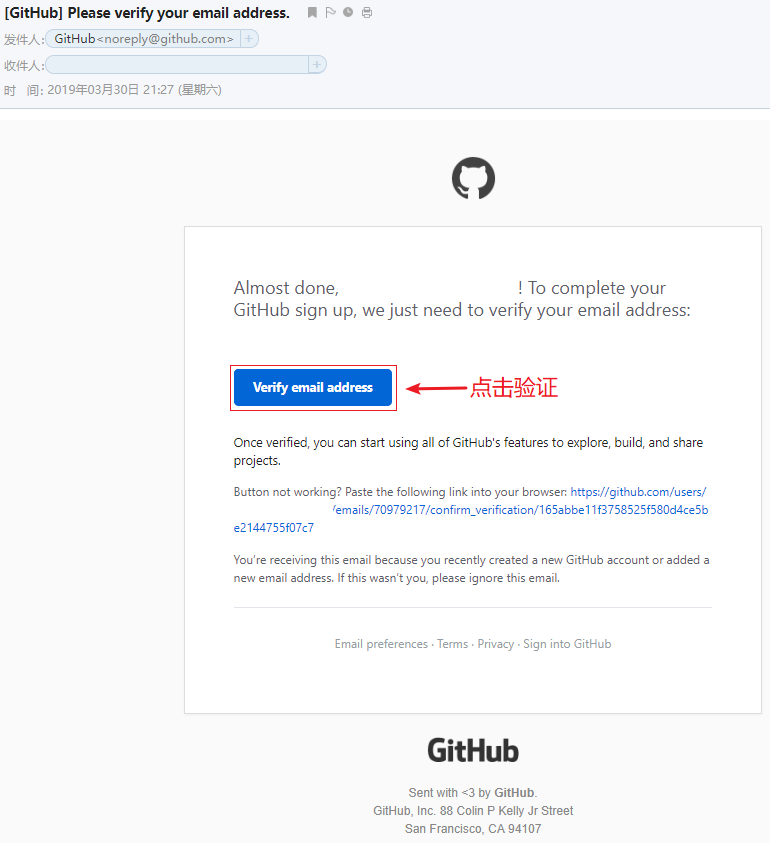 [GitHub] Please verify your email address.
发件人: GitHub<noreply@github.com> +
收件人: +
时 间: 2019年03月30日 21:27 (星期六)
Almost done, ! To complete your
GitHub sign up, we just need to verify your email address:
Verify email address
点击验证
Once verified, you can start using all of GitHub's features to explore, build, and share
projects.
Button not working? Paste the following link into your browser: https://github.com/users/
/emails/70979217/confirm_verification/165abbe11f3758525f580d4ce5b
e2144755f07c7
You're receiving this email because you recently created a new GitHub account or added a
new email address. If this wasn't you, please ignore this email.
Email preferences · Terms · Privacy · Sign into GitHub
GitHub
Sent with <3 by GitHub.
GitHub, Inc. 88 Colin P Kelly Jr Street
San Francisco, CA 94107